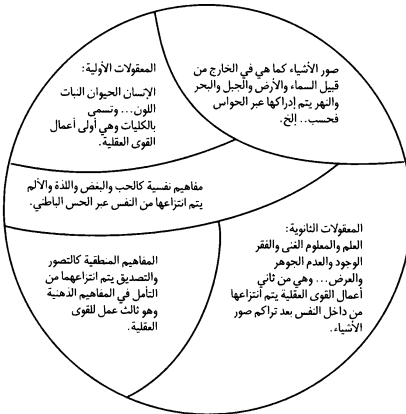 صور الأشياء كما هي في الخارج من
قبيل السماء والأرض والجبل والبحر
والنهر يتم إدراكها عبر الحواس
فحسب.. إلخ.
المعقولات الأولية:
الإنسان الحيوان النبات
اللون... وتسمى
بالكليات وهي أولى أعمال
القوى العقلية.
مفاهيم نفسية كالحب والبغض واللذة والألم
يتم انتزاعها من النفس عبر الحس الباطني.
المعقولات الثانوية:
العلم والمعلوم الغنى والفقر
الوجود والعدم الجوهر
والعرض... وهي من ثاني
أعمال القوى العقلية يتم انتزاعها
من داخل النفس بعد تراكم صور
الأشياء.
المفاهيم المنطقية كالتصور
والتصديق يتم انتزاعهما من
التأمل في المفاهيم الذهنية
وهو ثالث عمل للقوى
العقلية.